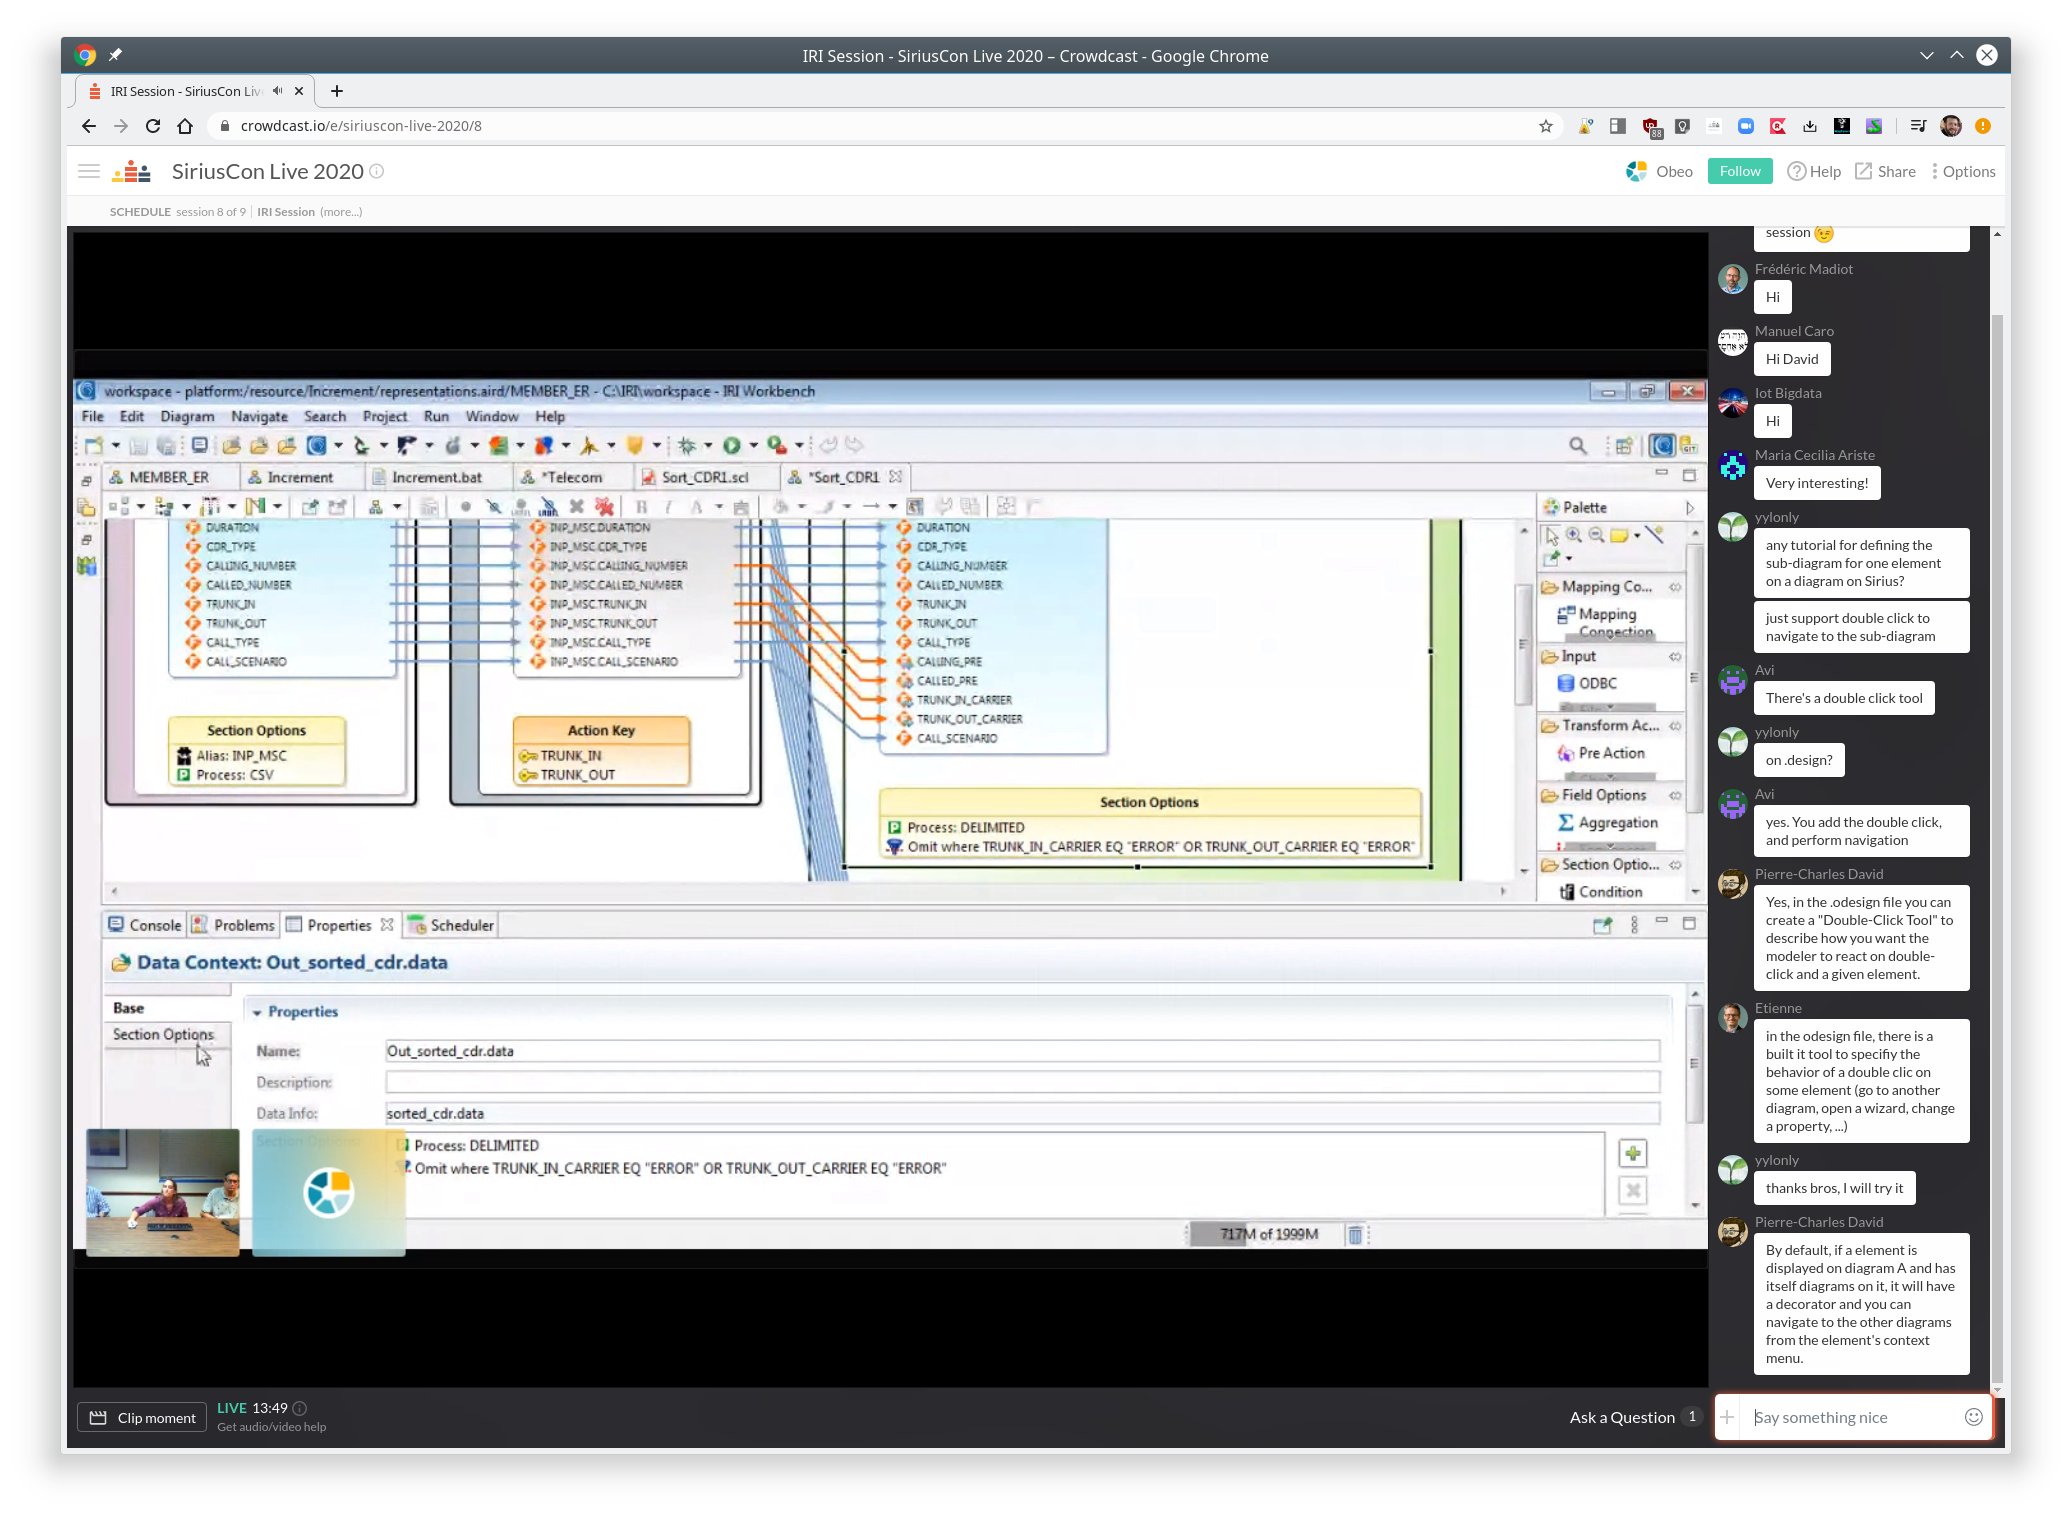 IRI Session - SiriusCon Live 2020 – Crowdcast - Google Chrome
IRI Session - SiriusCon Liv
crowdcast.io/e/siriuscon-live-2020/8
88
SiriusCon Live 2020
Obeo
Follow
Help
Share
Options
SCHEDULE session 8 of 9 | IRI Session (more...)
workspace - platform:/resource/Increment/representations.aird/MEMBER_ER - C:\IRI\workspace - IRI Workbench
File Edit Diagram Navigate Search Project Run Window Help
MEMBER_ER
Increment
Increment.bat
*Telecom
Sort_CDR1.scl
*Sort_CDR1
DURATION
CDR_TYPE
CALLING_NUMBER
CALLED_NUMBER
TRUNK_IN
TRUNK_OUT
CALL_TYPE
CALL_SCENARIO
Section Options
Alias: INP_MSC
Process: CSV
INP_MSC.DURATION
INP_MSC.CDR_TYPE
INP_MSC.CALLING_NUMBER
INP_MSC.CALLED_NUMBER
INP_MSC.TRUNK_IN
INP_MSC.TRUNK_OUT
INP_MSC.CALL_TYPE
INP_MSC.CALL_SCENARIO
Action Key
TRUNK_IN
TRUNK_OUT
DURATION
CDR_TYPE
CALLING_NUMBER
CALLED_NUMBER
TRUNK_IN
TRUNK_OUT
CALL_TYPE
CALLING_PRE
CALLED_PRE
TRUNK_IN_CARRIER
TRUNK_OUT_CARRIER
CALL_SCENARIO
Section Options
Process: DELIMITED
Omit where TRUNK_IN_CARRIER EQ "ERROR" OR TRUNK_OUT_CARRIER EQ "ERROR"
Palette
Mapping Co...
Mapping
Connection
Input
ODBC
Transform Ac...
Pre Action
Field Options
Aggregation
Section Optio...
Condition
Console
Problems
Properties
Scheduler
Data Context: Out_sorted_cdr.data
Base
Section Options
Properties
Name: Out_sorted_cdr.data
Description:
Data Info: sorted_cdr.data
Section Options:
Process: DELIMITED
Omit where TRUNK_IN_CARRIER EQ "ERROR" OR TRUNK_OUT_CARRIER EQ "ERROR"
717M of 1999M
Clip moment
LIVE 13:49
Get audio/video help
Ask a Question 1
session
Frédéric Madiot
Hi
Manuel Caro
Hi David
Iot Bigdata
Hi
Maria Cecilia Ariste
Very interesting!
yylonly
any tutorial for defining the
sub-diagram for one element
on a diagram on Sirius?
just support double click to
navigate to the sub-diagram
Avi
There's a double click tool
yylonly
on .design?
Avi
yes. You add the double click,
and perform navigation
Pierre-Charles David
Yes, in the .odesign file you can
create a "Double-Click Tool" to
describe how you want the
modeler to react on double-
click and a given element.
Etienne
in the odesign file, there is a
built it tool to specifiy the
behavior of a double clic on
some element (go to another
diagram, open a wizard, change
a property, ...)
yylonly
thanks bros, I will try it
Pierre-Charles David
By default, if a element is
displayed on diagram A and has
itself diagrams on it, it will have
a decorator and you can
navigate to the other diagrams
from the element's context
menu.
Say something nice